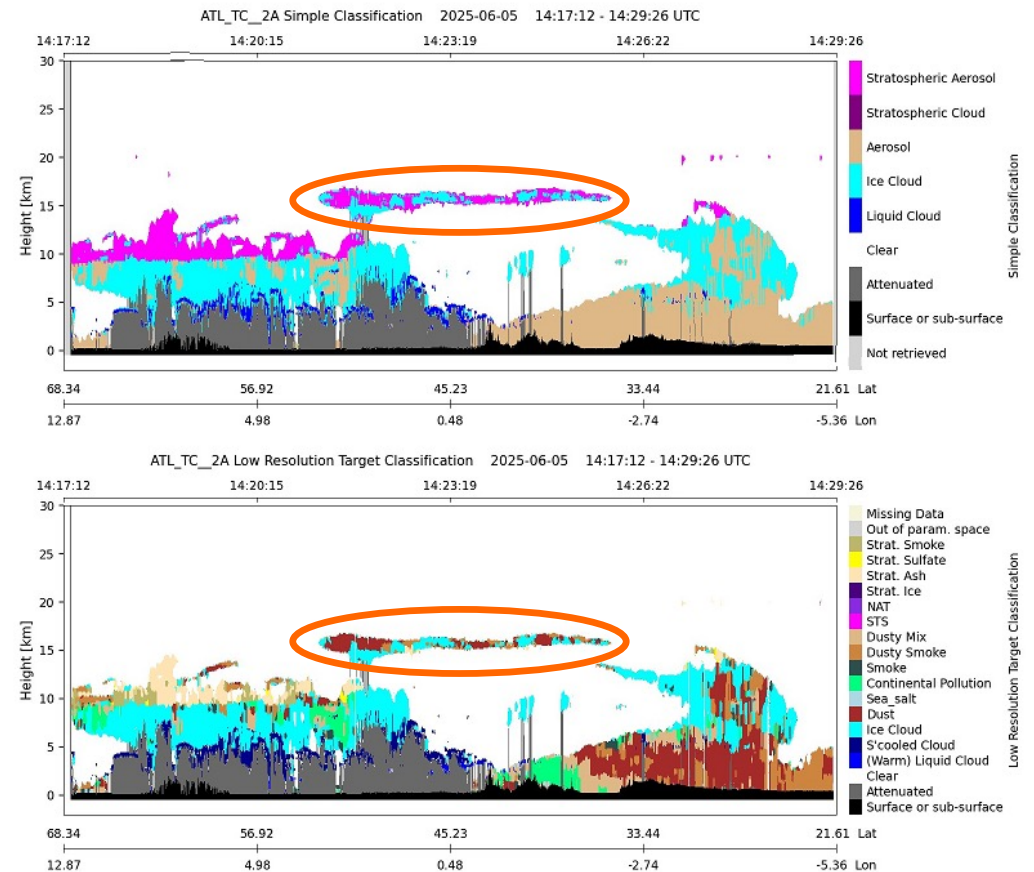 ATL_TC__2A Simple Classification 2025-06-05 14:17:12 - 14:29:26 UTC
14:17:12 14:20:15 14:23:19 14:26:22 14:29:26
30
25
20
15
10
5
0
Height [km]
68.34 56.92 45.23 33.44 21.61 Lat
12.87 4.98 0.48 -2.74 -5.36 Lon
Stratospheric Aerosol
Stratospheric Cloud
Aerosol
Ice Cloud
Liquid Cloud
Clear
Attenuated
Surface or sub-surface
Not retrieved
Simple Classification
ATL_TC__2A Low Resolution Target Classification 2025-06-05 14:17:12 - 14:29:26 UTC
14:17:12 14:20:15 14:23:19 14:26:22 14:29:26
30
25
20
15
10
5
0
Height [km]
68.34 56.92 45.23 33.44 21.61 Lat
12.87 4.98 0.48 -2.74 -5.36 Lon
Missing Data
Out of param. space
Strat. Smoke
Strat. Sulfate
Strat. Ash
Strat. Ice
NAT
STS
Dusty Mix
Dusty Smoke
Smoke
Continental Pollution
Sea_salt
Dust
Ice Cloud
S'cooled Cloud
(Warm) Liquid Cloud
Clear
Attenuated
Surface or sub-surface
Low Resolution Target Classification